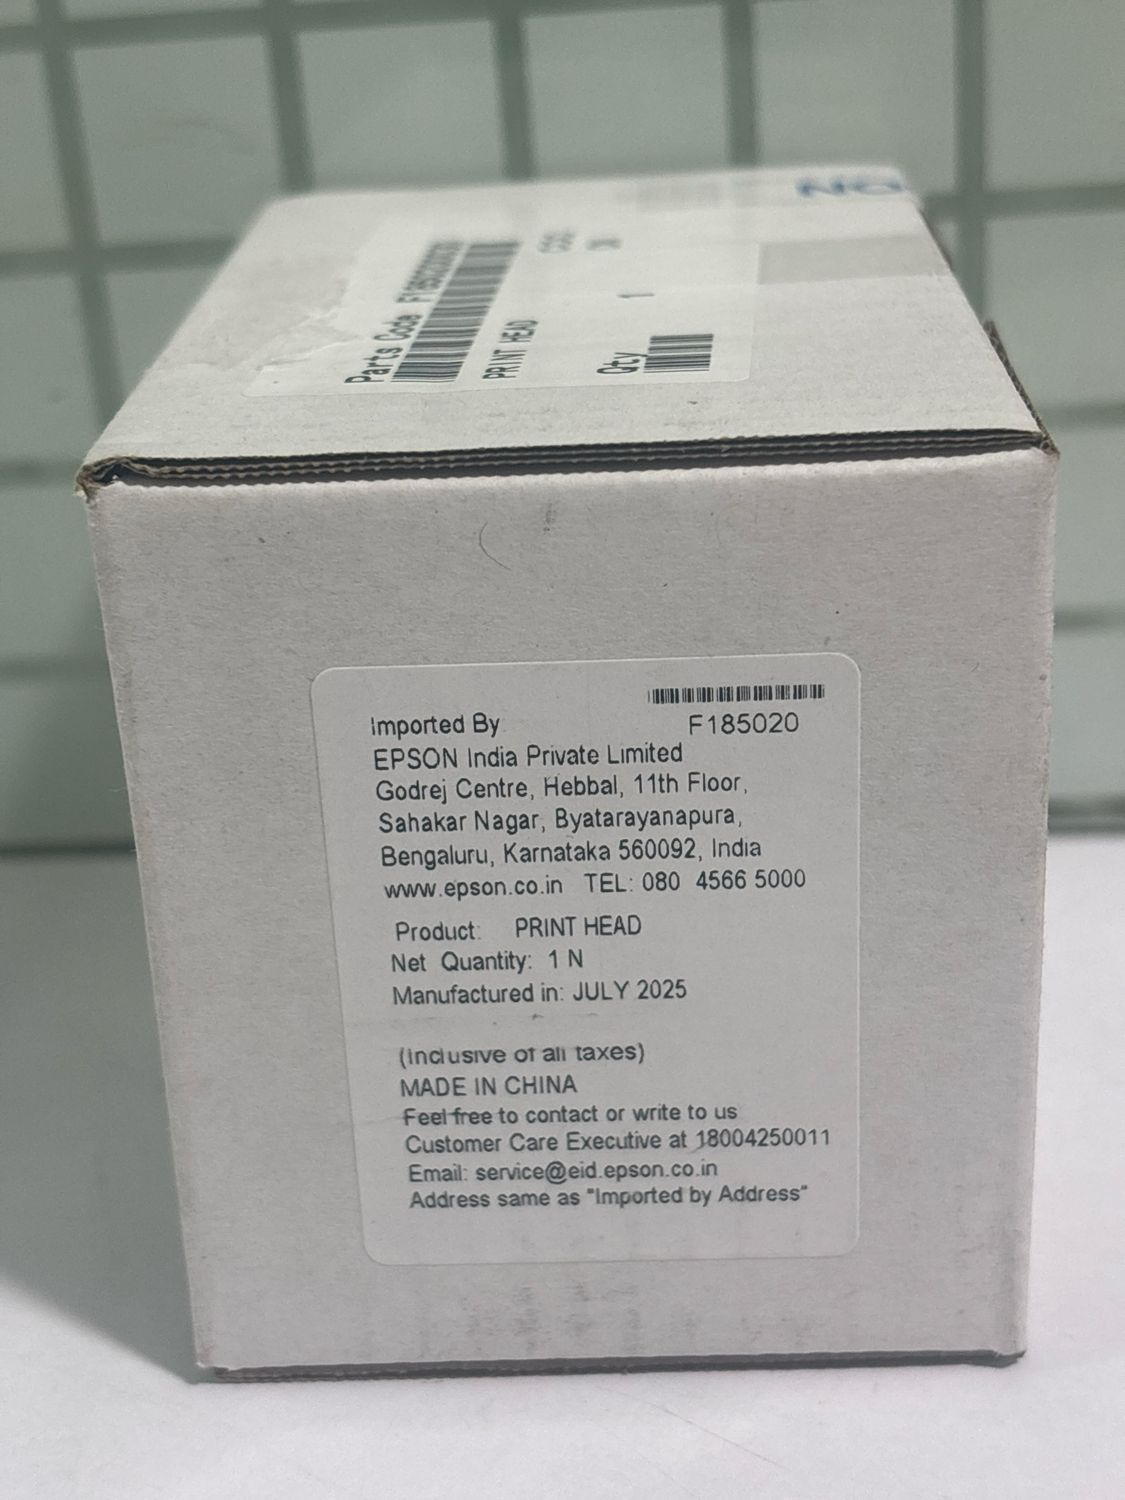 Parts Code
PRINT HEAD
Qty 1
Imported By
F185020
EPSON India Private Limited
Godrej Centre, Hebbal, 11th Floor,
Sahakar Nagar, Byatarayanapura,
Bengaluru, Karnataka 560092, India
www.epson.co.in TEL: 080 4566 5000
Product: PRINT HEAD
Net Quantity: 1 N
Manufactured in: JULY 2025
(Inclusive of all taxes)
MADE IN CHINA
Feel free to contact or write to us
Customer Care Executive at 18004250011
Email: service@eid.epson.co.in
Address same as "Imported by Address"